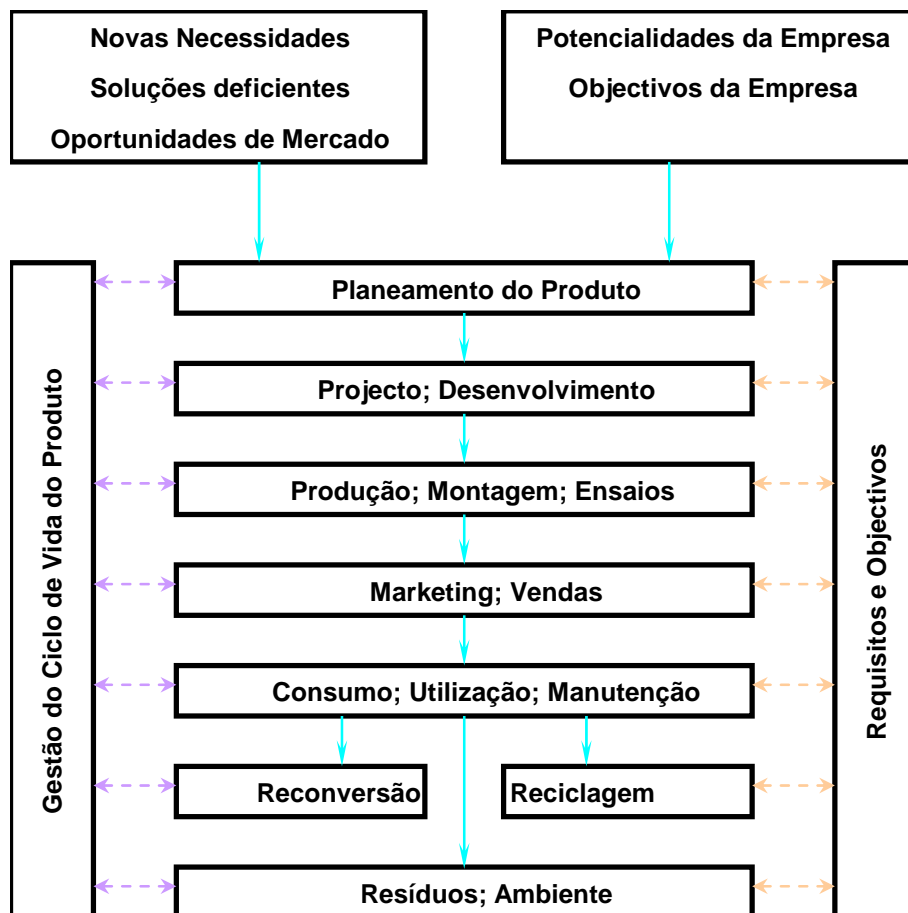 Novas Necessidades
Soluções deficientes
Oportunidades de Mercado
Potencialidades da Empresa
Objectivos da Empresa
Gestão do Ciclo de Vida do Produto
Planeamento do Produto
Projecto; Desenvolvimento
Produção; Montagem; Ensaios
Marketing; Vendas
Consumo; Utilização; Manutenção
Reconversão
Reciclagem
Resíduos; Ambiente
Requisitos e Objectivos